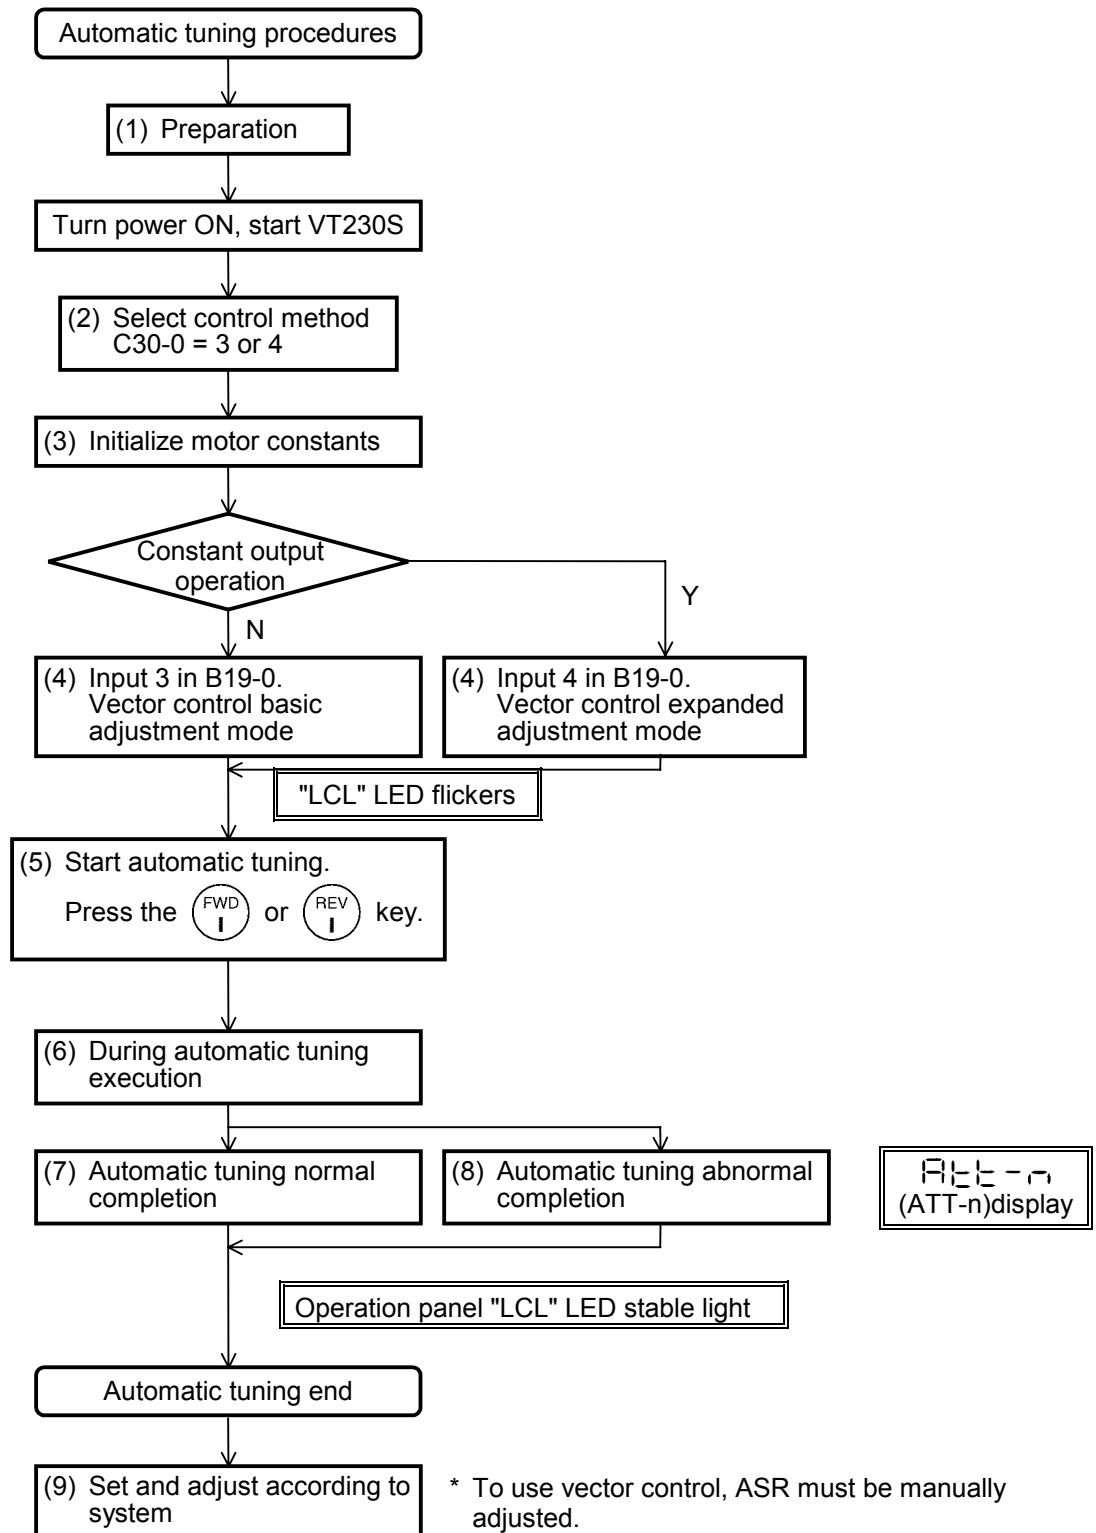 Automatic tuning procedures
(1) Preparation
Turn power ON, start VT230S
(2) Select control method
C30-0 = 3 or 4
(3) Initialize motor constants
Constant output
operation
Y
N
(4) Input 3 in B19-0.
Vector control basic
adjustment mode
(4) Input 4 in B19-0.
Vector control expanded
adjustment mode
"LCL" LED flickers
(5) Start automatic tuning.
Press the FWD or REV key.
(6) During automatic tuning
execution
(7) Automatic tuning normal
completion
(8) Automatic tuning abnormal
completion
Att-n
(ATT-n)display
Operation panel "LCL" LED stable light
Automatic tuning end
(9) Set and adjust according to
system
* To use vector control, ASR must be manually
adjusted.